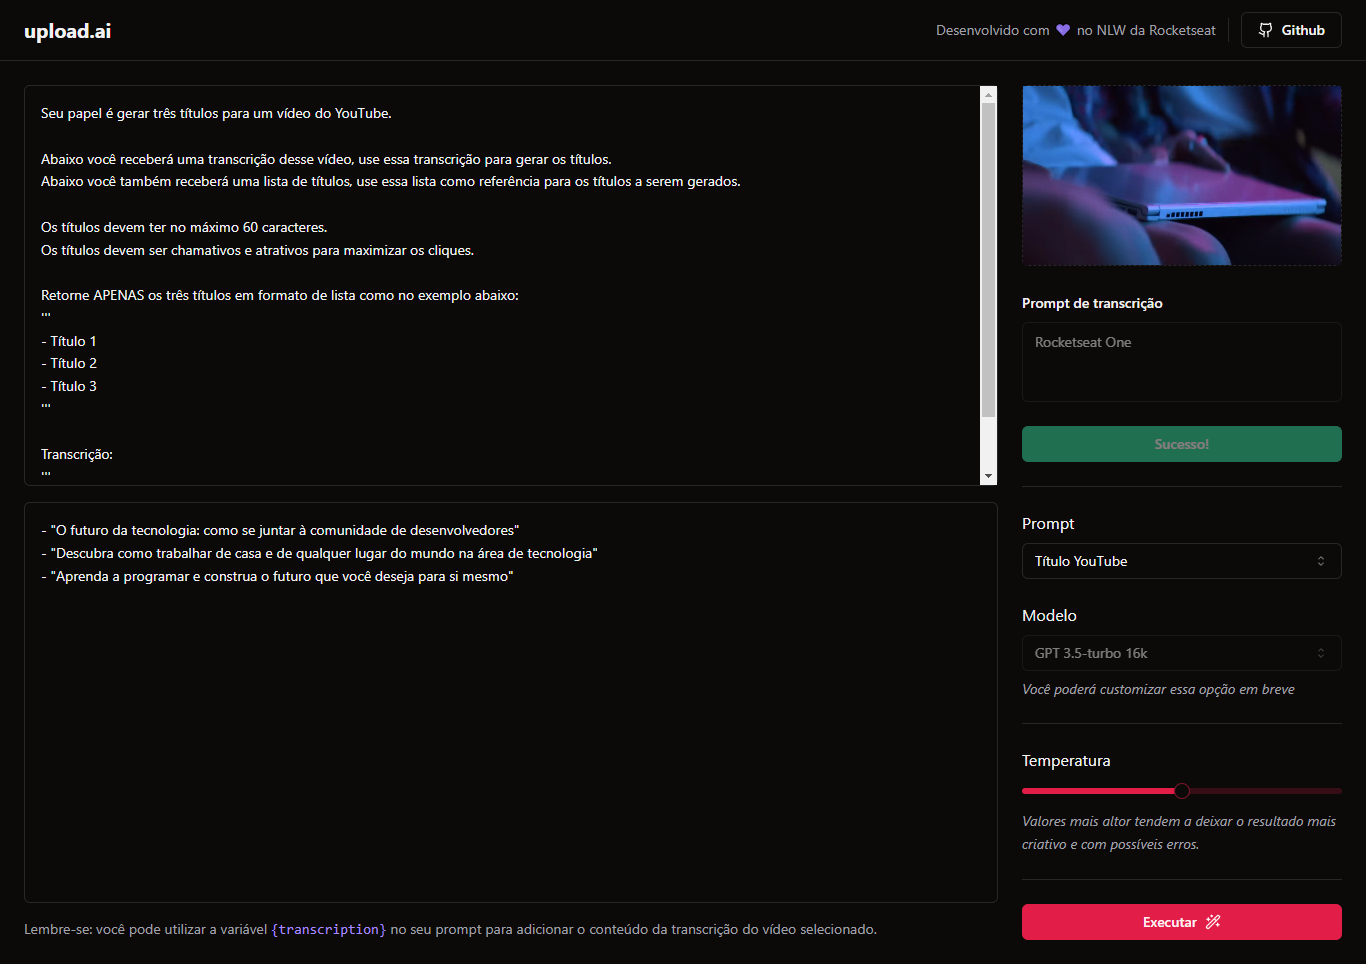 upload.ai
Desenvolvido com 💜 no NLW da Rocketseat
Github
Seu papel é gerar três títulos para um vídeo do YouTube.
Abaixo você receberá uma transcrição desse vídeo, use essa transcrição para gerar os títulos.
Abaixo você também receberá uma lista de títulos, use essa lista como referência para os títulos a serem gerados.
Os títulos devem ter no máximo 60 caracteres.
Os títulos devem ser chamativos e atrativos para maximizar os cliques.
Retorne APENAS os três títulos em formato de lista como no exemplo abaixo:
'''
- Título 1
- Título 2
- Título 3
'''
Transcrição:
'''
- "O futuro da tecnologia: como se juntar à comunidade de desenvolvedores"
- "Descubra como trabalhar de casa e de qualquer lugar do mundo na área de tecnologia"
- "Aprenda a programar e construa o futuro que você deseja para si mesmo"
Lembre-se: você pode utilizar a variável {transcription} no seu prompt para adicionar o conteúdo da transcrição do vídeo selecionado.
Prompt de transcrição
Rocketseat One
Sucesso!
Prompt
Título YouTube
Modelo
GPT 3.5-turbo 16k
Você poderá customizar essa opção em breve
Temperatura
Valores mais altor tendem a deixar o resultado mais
criativo e com possíveis erros.
Executar